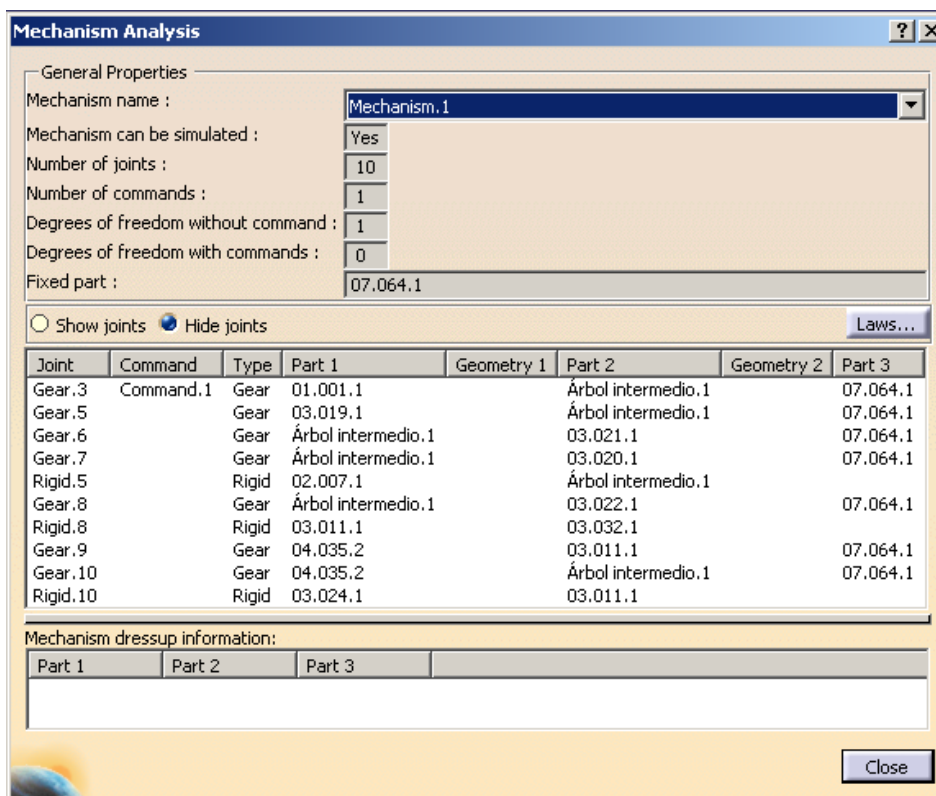 Mechanism Analysis
General Properties
Mechanism name : Mechanism.1
Mechanism can be simulated : Yes
Number of joints : 10
Number of commands : 1
Degrees of freedom without command : 1
Degrees of freedom with commands : 0
Fixed part : 07.064.1
Show joints Hide joints Laws...
Joint Command Type Part 1 Geometry 1 Part 2 Geometry 2 Part 3
Gear.3 Command.1 Gear 01.001.1 Árbol intermedio.1 07.064.1
Gear.5 Gear 03.019.1 Árbol intermedio.1 07.064.1
Gear.6 Gear Árbol intermedio.1 03.021.1 07.064.1
Gear.7 Gear Árbol intermedio.1 03.020.1 07.064.1
Rigid.5 Rigid 02.007.1 Árbol intermedio.1
Gear.8 Gear Árbol intermedio.1 03.022.1 07.064.1
Rigid.8 Rigid 03.011.1 03.032.1
Gear.9 Gear 04.035.2 03.011.1 07.064.1
Gear.10 Gear 04.035.2 Árbol intermedio.1 07.064.1
Rigid.10 Rigid 03.024.1 03.011.1
Mechanism dressup information:
Part 1 Part 2 Part 3
Close